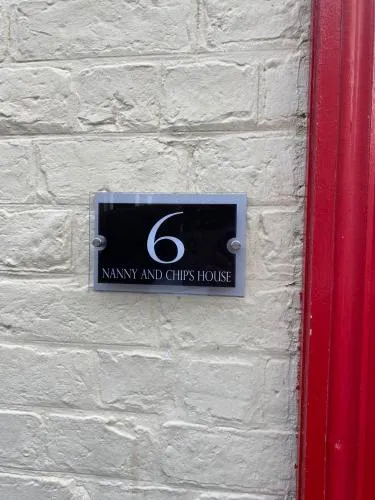 6
NANNY AND CHIP'S HOUSE